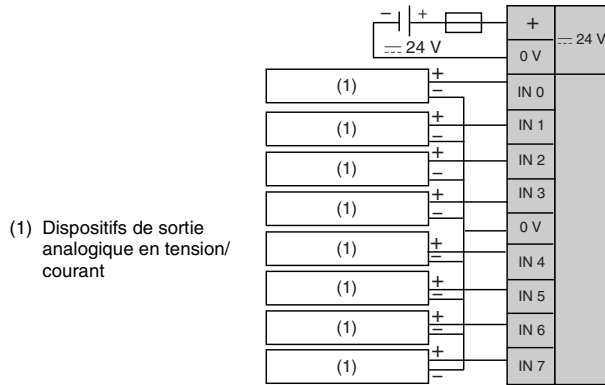 − + +
⎓ 24 V
⎓ 24 V
0 V
(1) + − IN 0
(1) + − IN 1
(1) + − IN 2
(1) + − IN 3
0 V
(1) + − IN 4
(1) + − IN 5
(1) + − IN 6
(1) + − IN 7
(1) Dispositifs de sortie
analogique en tension/
courant